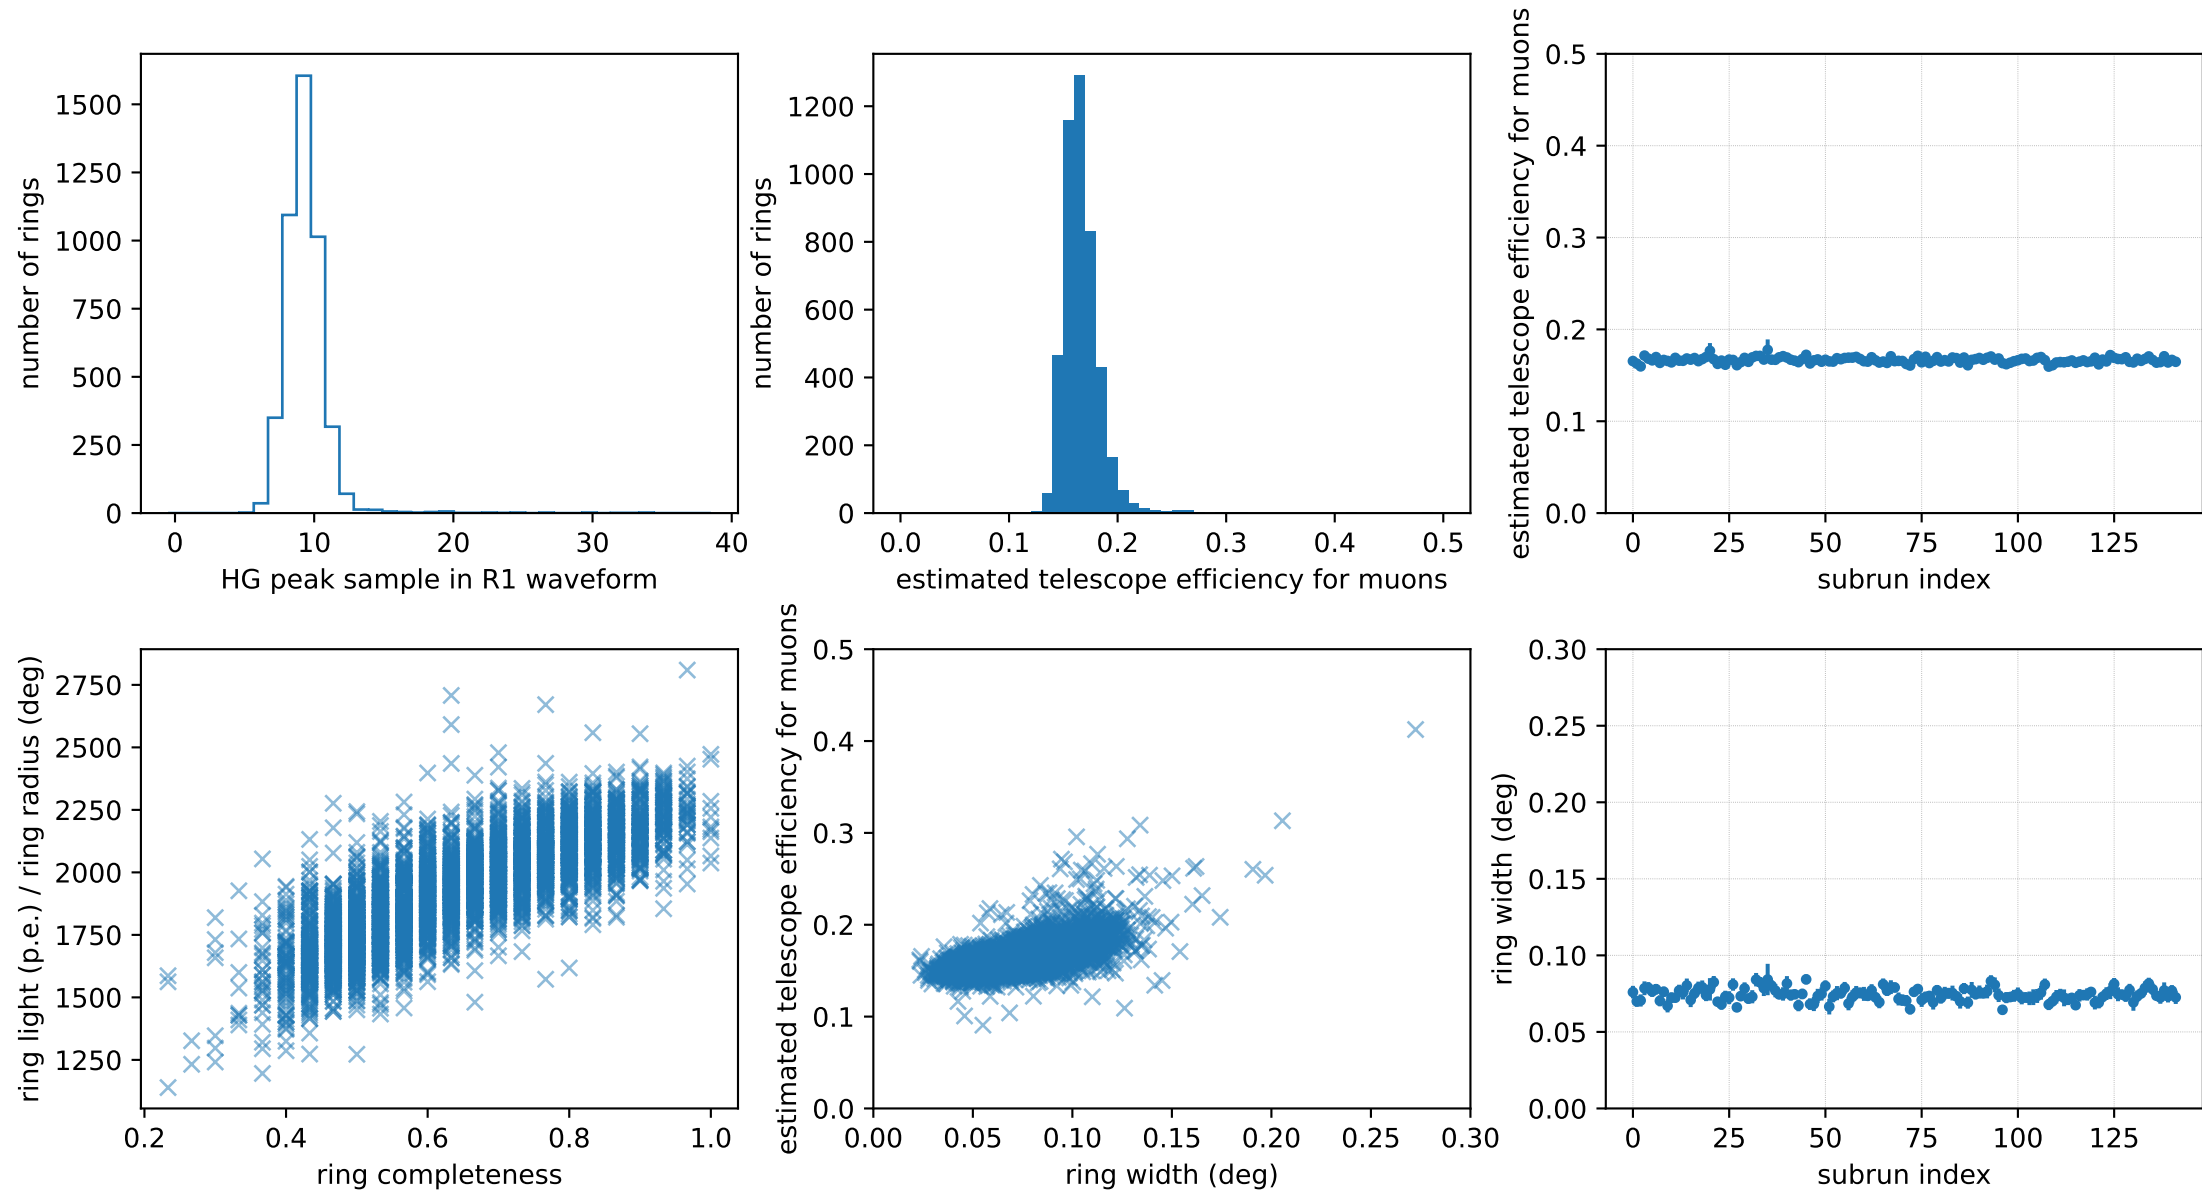 number of rings
1500
1250
1000
750
500
250
0
0 10 20 30 40
HG peak sample in R1 waveform
number of rings
1200
1000
800
600
400
200
0
0.0 0.1 0.2 0.3 0.4 0.5
estimated telescope efficiency for muons
estimated telescope efficiency for muons
0.5
0.4
0.3
0.2
0.1
0.0
0 25 50 75 100 125
subrun index
ring light (p.e.) / ring radius (deg)
2750
2500
2250
2000
1750
1500
1250
0.2 0.4 0.6 0.8 1.0
ring completeness
estimated telescope efficiency for muons
0.5
0.4
0.3
0.2
0.1
0.0
0.00 0.05 0.10 0.15 0.20 0.25 0.30
ring width (deg)
ring width (deg)
0.30
0.25
0.20
0.15
0.10
0.05
0.00
0 25 50 75 100 125
subrun index